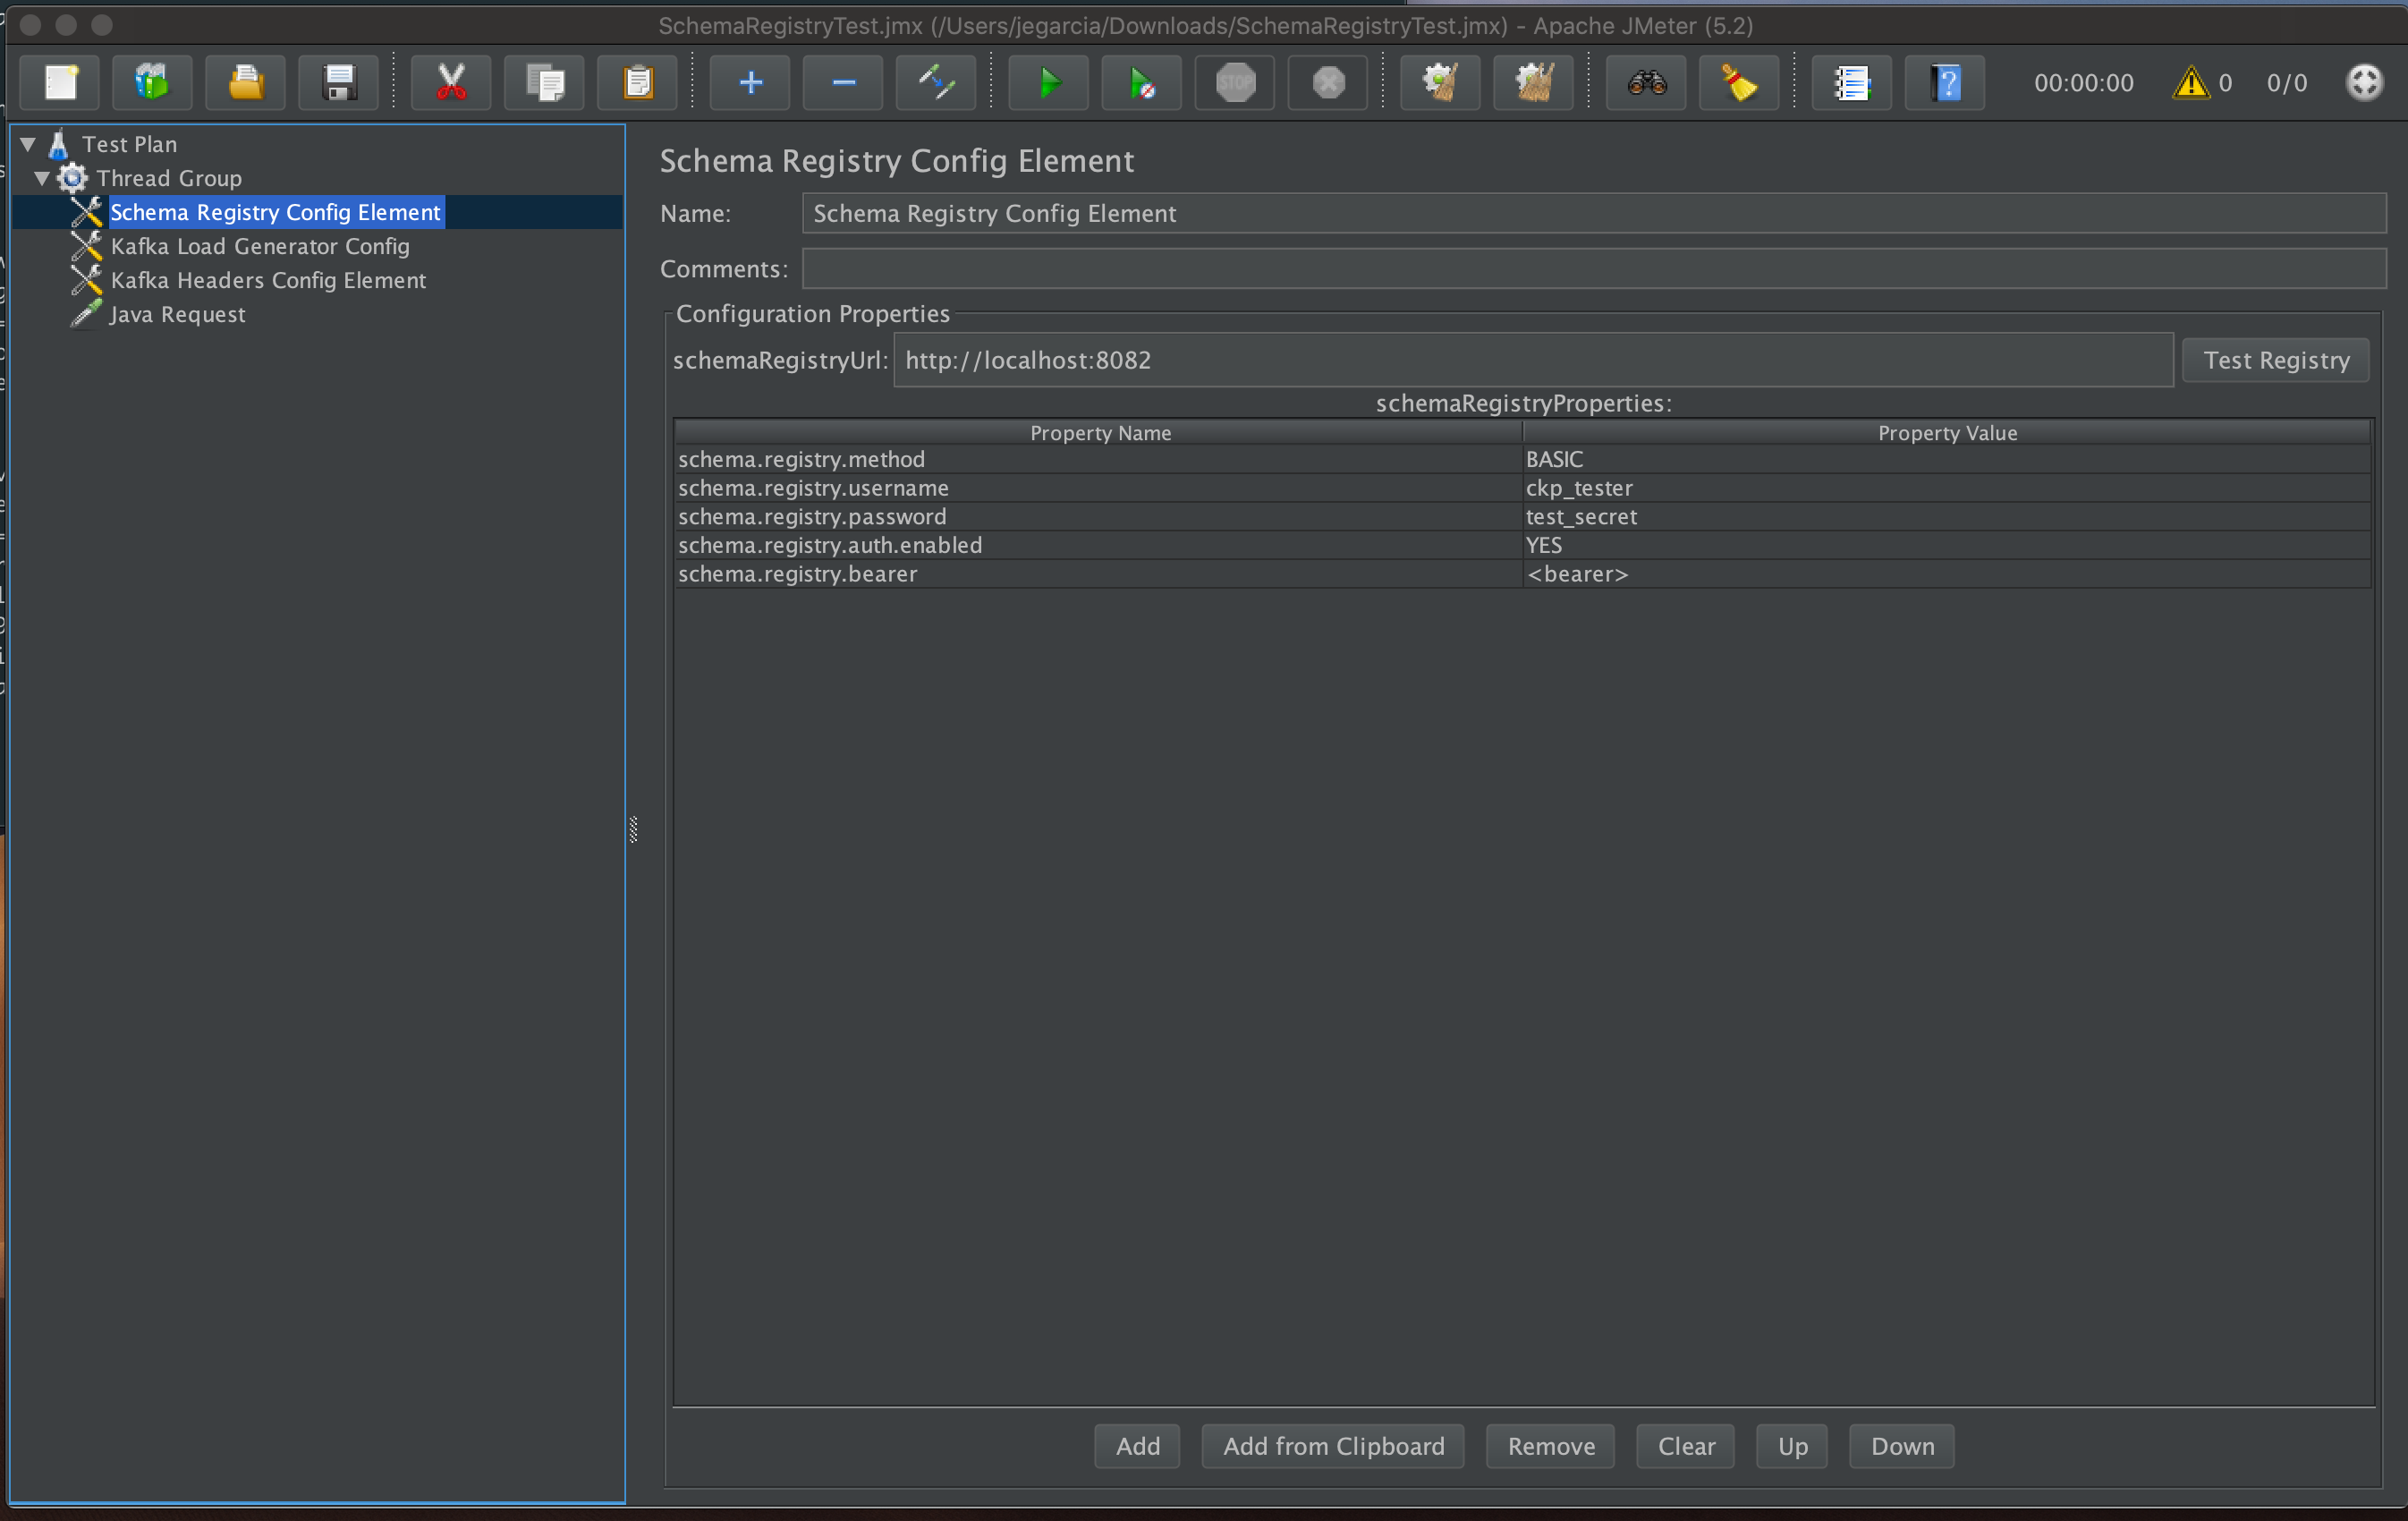 SchemaRegistryTest.jmx (/Users/jegarcia/Downloads/SchemaRegistryTest.jmx) - Apache JMeter (5.2)
STOP
00:00:00 0 0/0
Test Plan
Thread Group
Schema Registry Config Element
Kafka Load Generator Config
Kafka Headers Config Element
Java Request
Schema Registry Config Element
Name: Schema Registry Config Element
Comments:
Configuration Properties
schemaRegistryUrl: http://localhost:8082 Test Registry
schemaRegistryProperties:
Property Name Property Value
schema.registry.method BASIC
schema.registry.username ckp_tester
schema.registry.password test_secret
schema.registry.auth.enabled YES
schema.registry.bearer <bearer>
Add Add from Clipboard Remove Clear Up Down